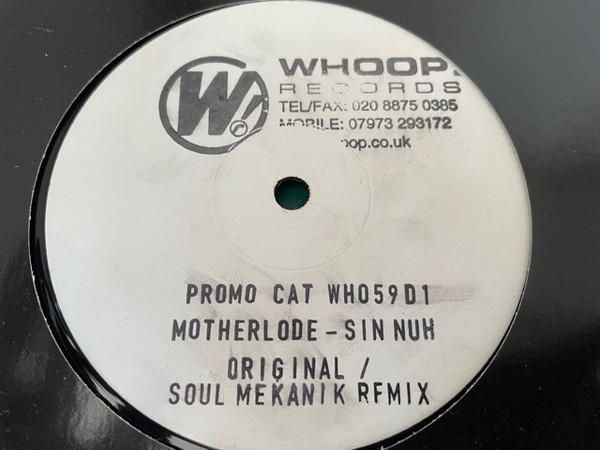 W!
WHOOP!
RECORDS
TEL/FAX: 020 8875 0385
MOBILE: 07973 293172
oop.co.uk
PROMO CAT WHO59D1
MOTHERLODE - SIN NUH
ORIGINAL /
SOUL MEKANIK REMIX